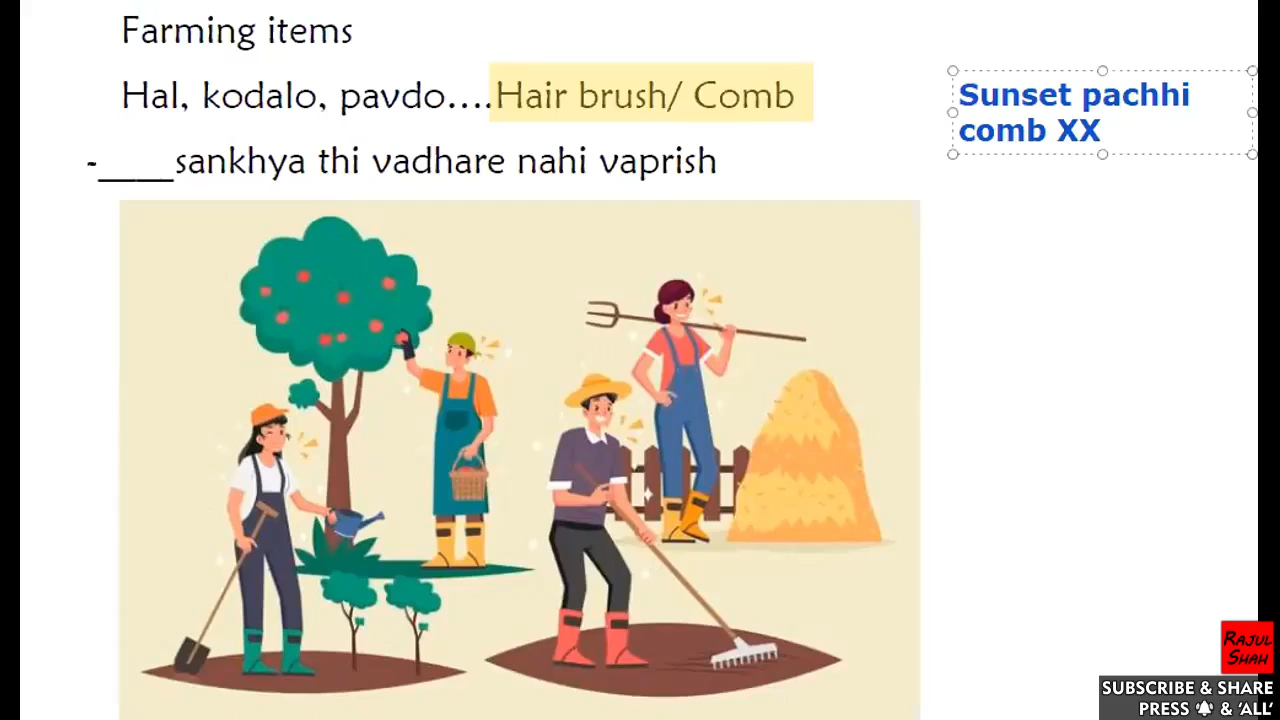 Farming items
Hal, kodalo, pavdo....Hair brush/ Comb
-____sankhya thi vadhare nahi vaprish
Sunset pachhi
comb XX
RAJUL
SHAH
SUBSCRIBE & SHARE
PRESS & 'ALL'